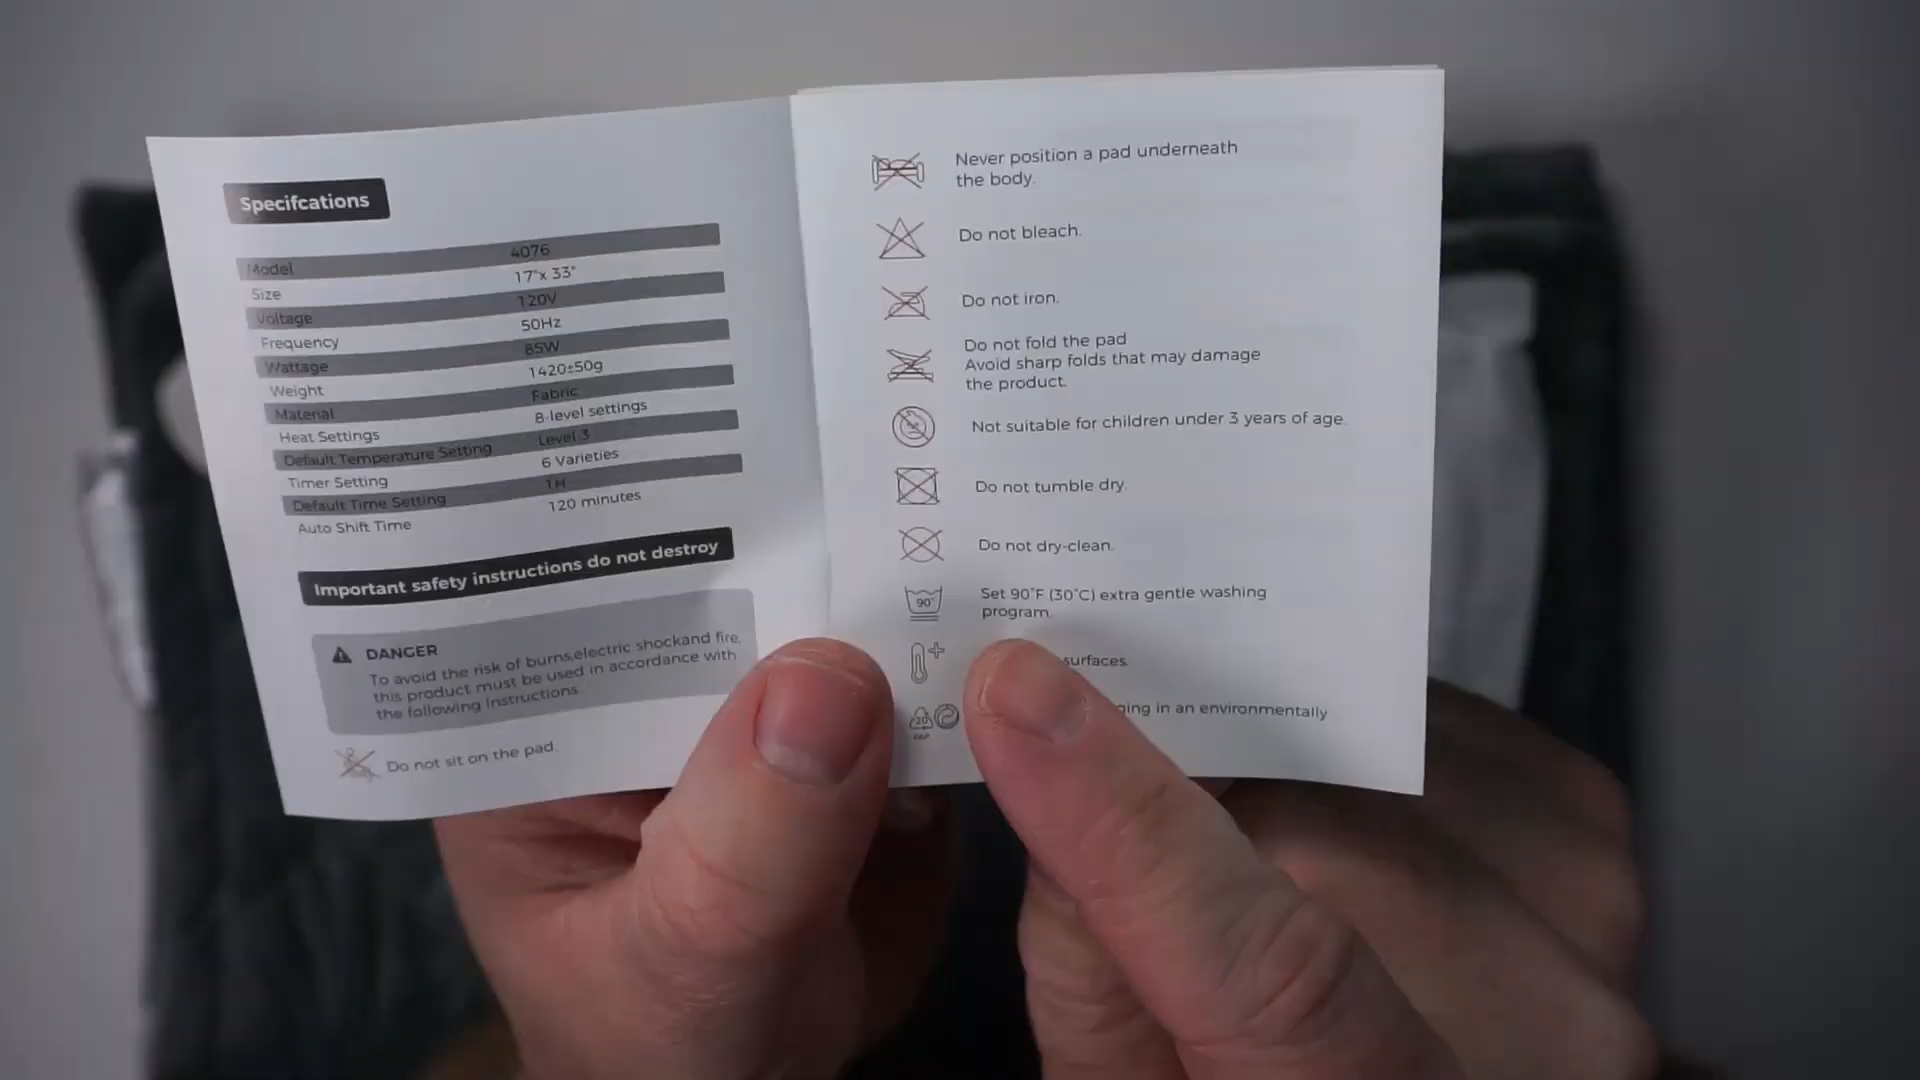 Specifcations
Model 4076
Size 17"x 33"
Voltage 120V
Frequency 50Hz
Wattage 85W
Weight 1420±50g
Material Fabric
Heat Settings 8-level settings
Default Temperature Setting Level 3
Timer Setting 6 Varieties
Default Time Setting 1H
Auto Shift Time 120 minutes
Important safety instructions do not destroy
DANGER
To avoid the risk of burns,electric shockand fire,
this product must be used in accordance with
the following instructions
Do not sit on the pad.
Never position a pad underneath
the body.
Do not bleach.
Do not iron.
Do not fold the pad
Avoid sharp folds that may damage
the product.
Not suitable for children under 3 years of age.
Do not tumble dry.
Do not dry-clean.
90°
Set 90°F (30°C) extra gentle washing
program.
surfaces.
20
PAP
in an environmentally